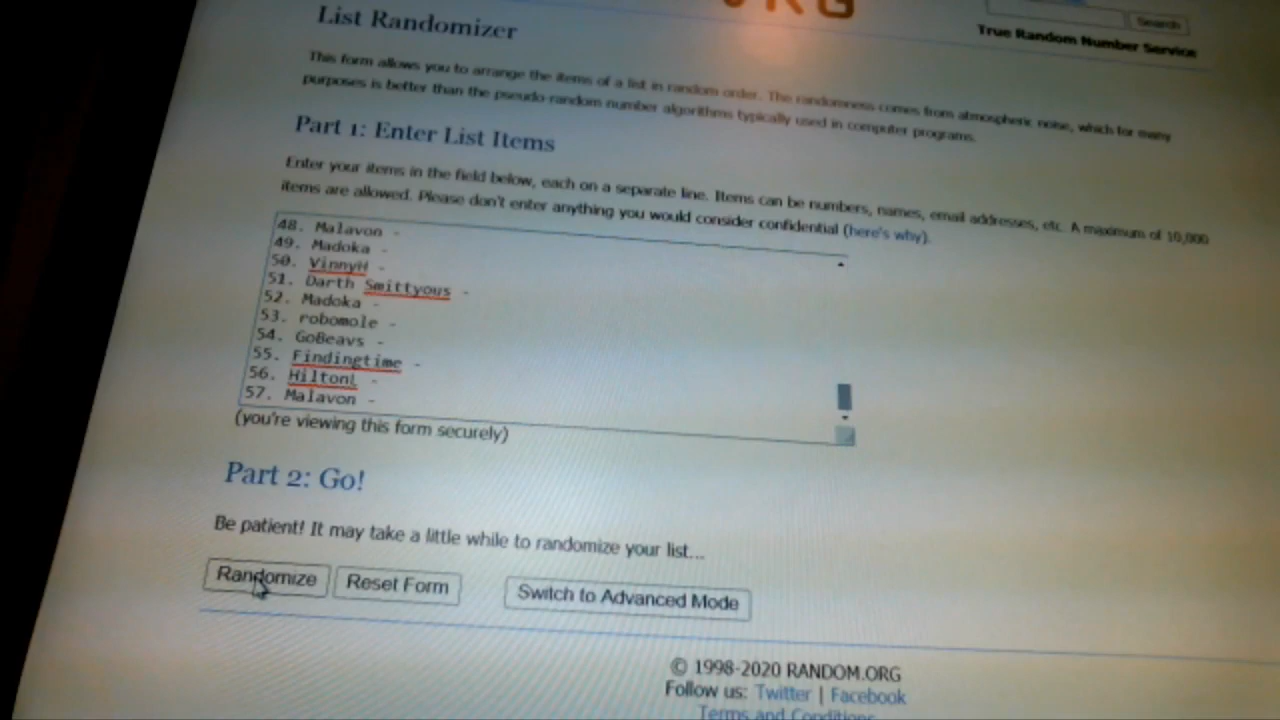 RG
Search
True Random Number Service
List Randomizer
This form allows you to arrange the items of a list in random order. The randomness comes from atmospheric noise, which for many
purposes is better than the pseudo-random number algorithms typically used in computer programs.
Part 1: Enter List Items
Enter your items in the field below, each on a separate line. Items can be numbers, names, email addresses, etc. A maximum of 10,000
items are allowed. Please don't enter anything you would consider confidential (here's why).
48. Malavon -
49. Madoka -
50. VinnyH -
51. Darth Smittyous -
52. Madoka -
53. robomole -
54. GoBeavs -
55. Findingtime -
56. HiltonL -
57. Malavon -
(you're viewing this form securely)
Part 2: Go!
Be patient! It may take a little while to randomize your list...
Randomize Reset Form Switch to Advanced Mode
© 1998-2020 RANDOM.ORG
Follow us: Twitter | Facebook
Terms and Conditions